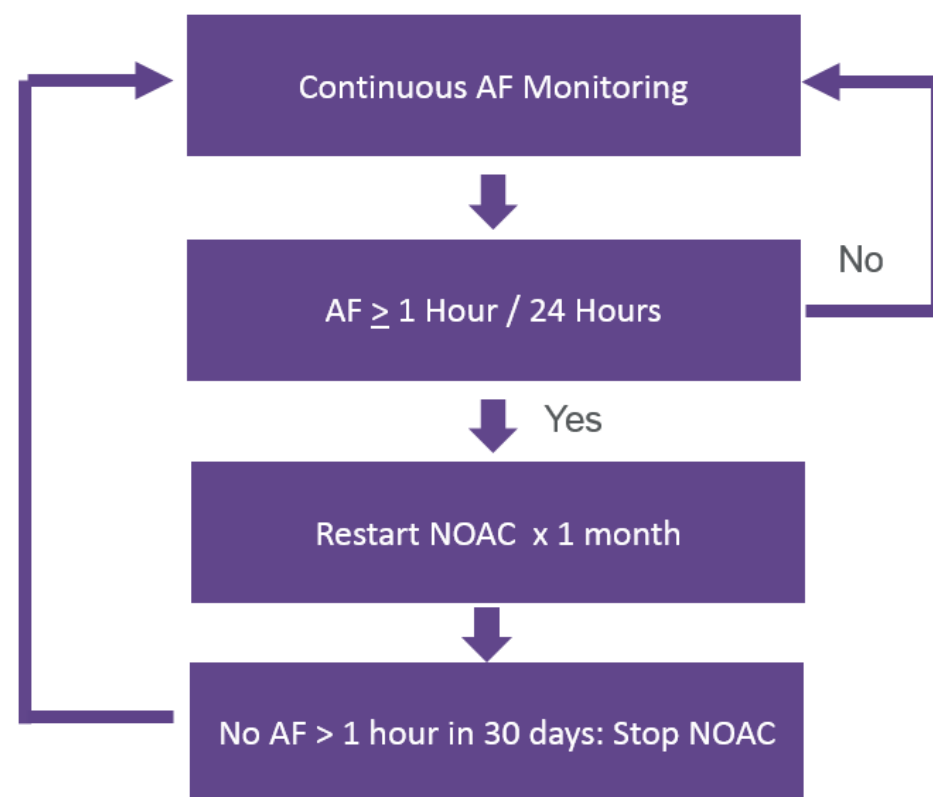 Continuous AF Monitoring
AF ≥ 1 Hour / 24 Hours
No
Yes
Restart NOAC x 1 month
No AF > 1 hour in 30 days: Stop NOAC